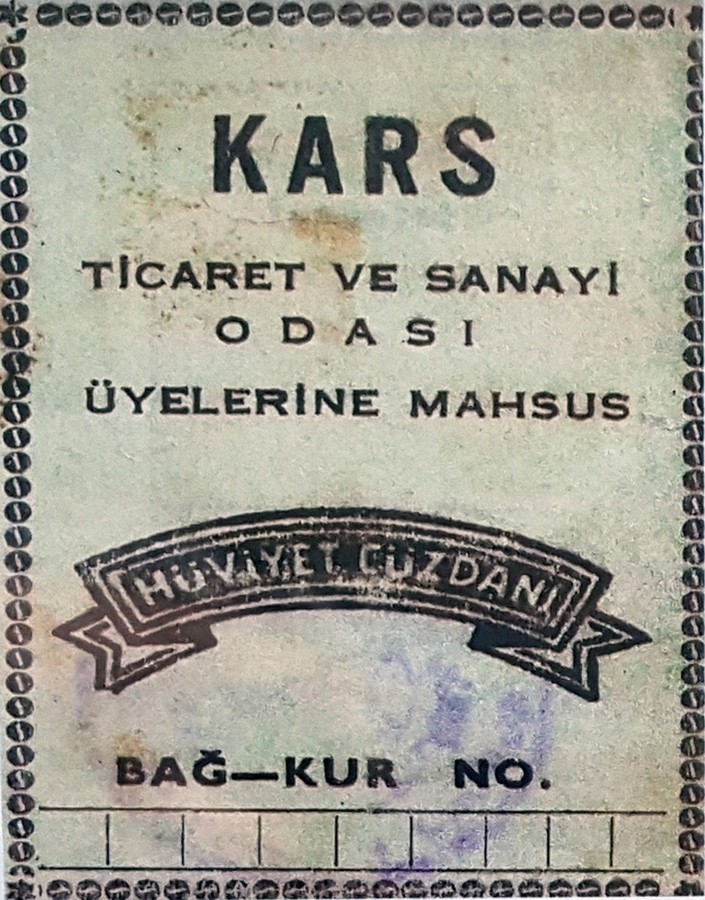 KARS
TİCARET VE SANAYİ
ODASI
ÜYELERİNE MAHSUS
HÜVİYET CÜZDANI
BAĞ—KUR NO.